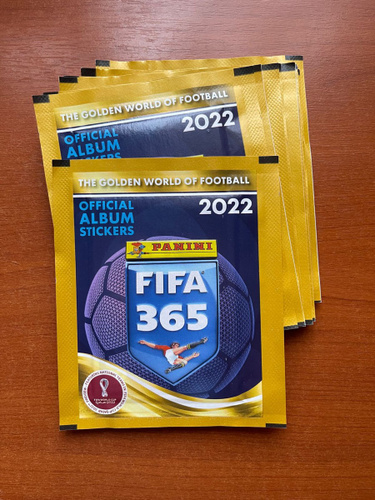 THE GOLDEN WORLD OF FOOTBALL
OFFICIAL
ALBUM
STICKERS
2022
THE GOLDEN WORLD OF FOOTBALL
OFFICIAL
ALBUM
STICKERS
2022
PANINI
FIFA
365